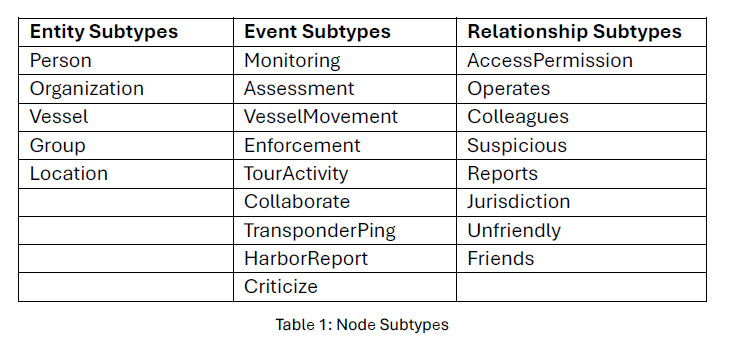 Entity Subtypes Event Subtypes Relationship Subtypes
Person Monitoring AccessPermission
Organization Assessment Operates
Vessel VesselMovement Colleagues
Group Enforcement Suspicious
Location TourActivity Reports
Collaborate Jurisdiction
TransponderPing Unfriendly
HarborReport Friends
Criticize
Table 1: Node Subtypes